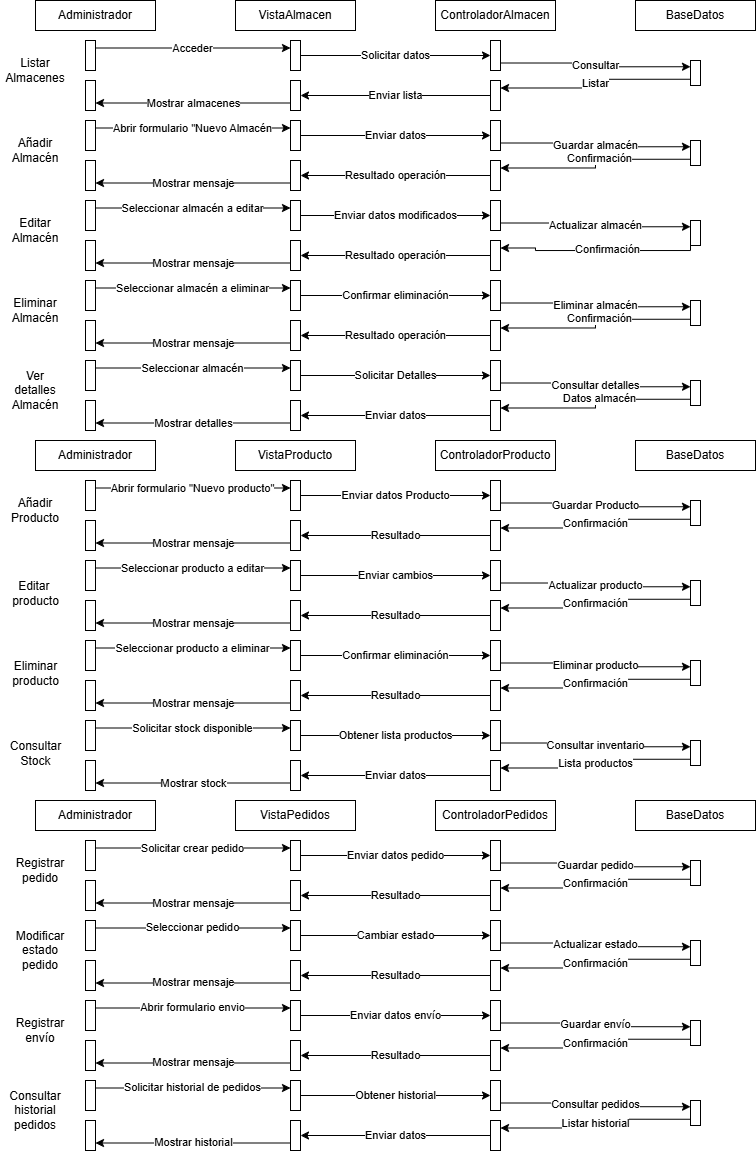 Administrador
VistaAlmacen
ControladorAlmacen
BaseDatos
Listar
Almacenes
Acceder
Solicitar datos
Consultar
Listar
Enviar lista
Mostrar almacenes
Añadir
Almacén
Abrir formulario "Nuevo Almacén
Enviar datos
Guardar almacén
Confirmación
Resultado operación
Mostrar mensaje
Editar
Almacén
Seleccionar almacén a editar
Enviar datos modificados
Actualizar almacén
Confirmación
Resultado operación
Mostrar mensaje
Eliminar
Almacén
Seleccionar almacén a eliminar
Confirmar eliminación
Eliminar almacén
Confirmación
Resultado operación
Mostrar mensaje
Ver
detalles
Almacén
Seleccionar almacén
Solicitar Detalles
Consultar detalles
Datos almacén
Enviar datos
Mostrar detalles
Administrador
VistaProducto
ControladorProducto
BaseDatos
Añadir
Producto
Abrir formulario "Nuevo producto"
Enviar datos Producto
Guardar Producto
Confirmación
Resultado
Mostrar mensaje
Editar
producto
Seleccionar producto a editar
Enviar cambios
Actualizar producto
Confirmación
Resultado
Mostrar mensaje
Eliminar
producto
Seleccionar producto a eliminar
Confirmar eliminación
Eliminar producto
Confirmación
Resultado
Mostrar mensaje
Consultar
Stock
Solicitar stock disponible
Obtener lista productos
Consultar inventario
Lista productos
Enviar datos
Mostrar stock
Administrador
VistaPedidos
ControladorPedidos
BaseDatos
Registrar
pedido
Solicitar crear pedido
Enviar datos pedido
Guardar pedido
Confirmación
Resultado
Mostrar mensaje
Modificar
estado
pedido
Seleccionar pedido
Cambiar estado
Actualizar estado
Confirmación
Resultado
Mostrar mensaje
Registrar
envío
Abrir formulario envio
Enviar datos envío
Guardar envío
Confirmación
Resultado
Mostrar mensaje
Consultar
historial
pedidos
Solicitar historial de pedidos
Obtener historial
Consultar pedidos
Listar historial
Enviar datos
Mostrar historial